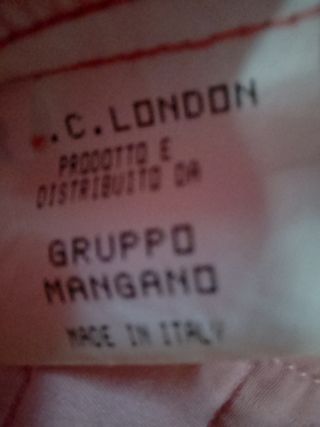 .C.LONDON
PRODOTTO E
DISTRIBUITO DA
GRUPPO
MANGANO
MADE IN ITALY